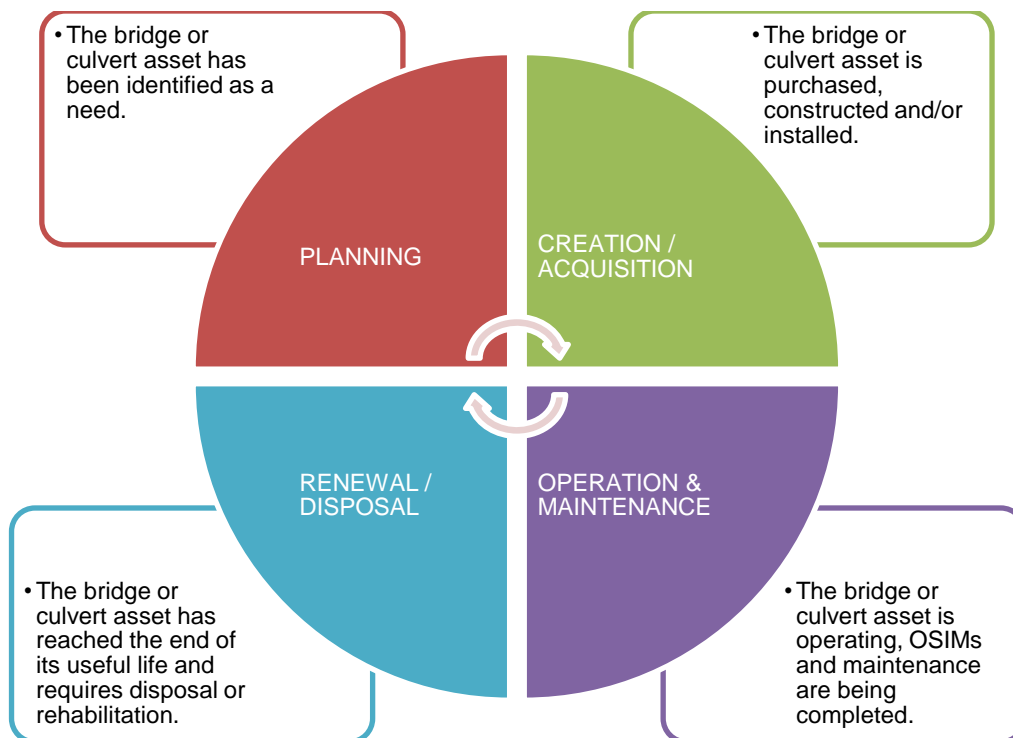 • The bridge or
culvert asset has
been identified as a
need.
• The bridge or
culvert asset is
purchased,
constructed and/or
installed.
PLANNING
CREATION /
ACQUISITION
RENEWAL /
DISPOSAL
OPERATION &
MAINTENANCE
• The bridge or
culvert asset has
reached the end of
its useful life and
requires disposal or
rehabilitation.
• The bridge or
culvert asset is
operating, OSIMs
and maintenance
are being
completed.